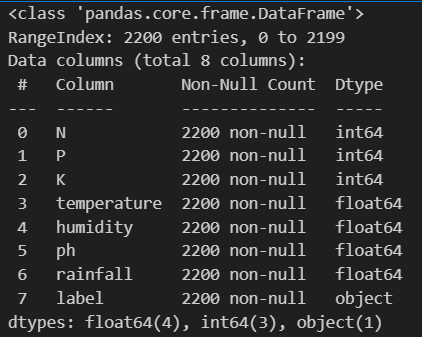 <class 'pandas.core.frame.DataFrame'>
RangeIndex: 2200 entries, 0 to 2199
Data columns (total 8 columns):
 #   Column       Non-Null Count  Dtype
---  ------       --------------  -----
 0   N            2200 non-null   int64
 1   P            2200 non-null   int64
 2   K            2200 non-null   int64
 3   temperature  2200 non-null   float64
 4   humidity     2200 non-null   float64
 5   ph           2200 non-null   float64
 6   rainfall     2200 non-null   float64
 7   label        2200 non-null   object
dtypes: float64(4), int64(3), object(1)